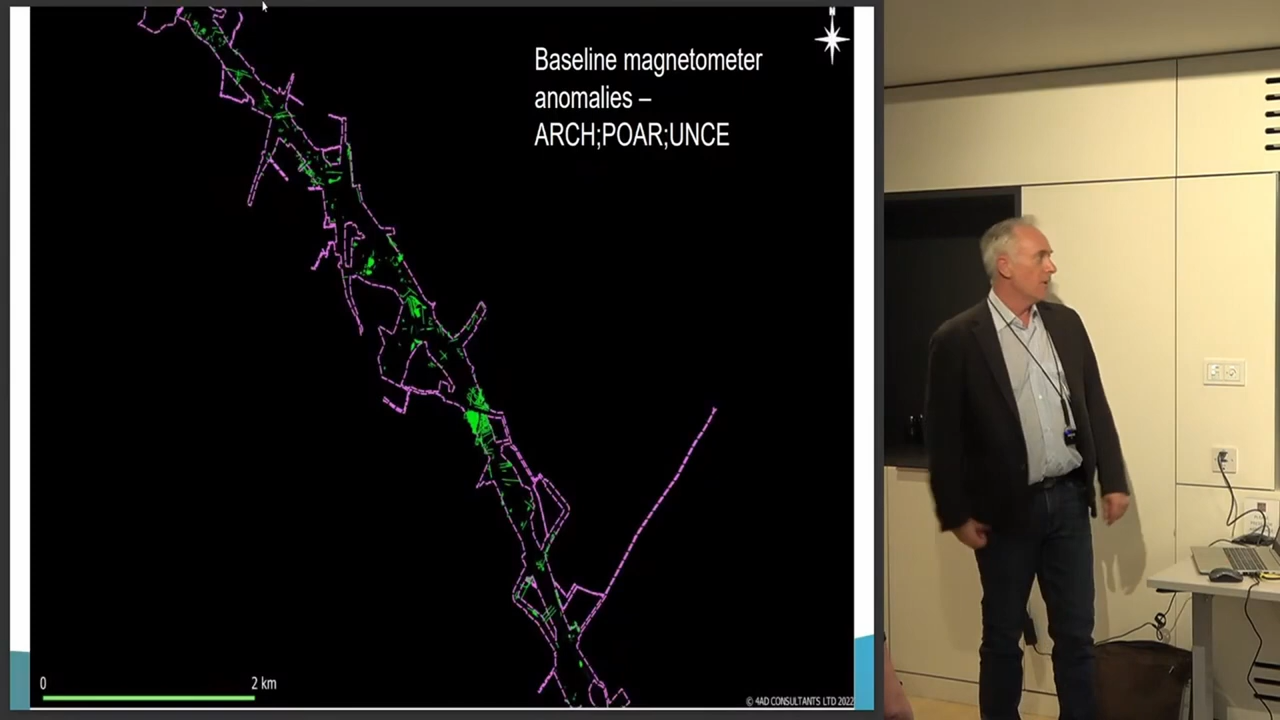 N
Baseline magnetometer
anomalies –
ARCH;POAR;UNCE
0 2 km
© 4AD CONSULTANTS LTD 2022